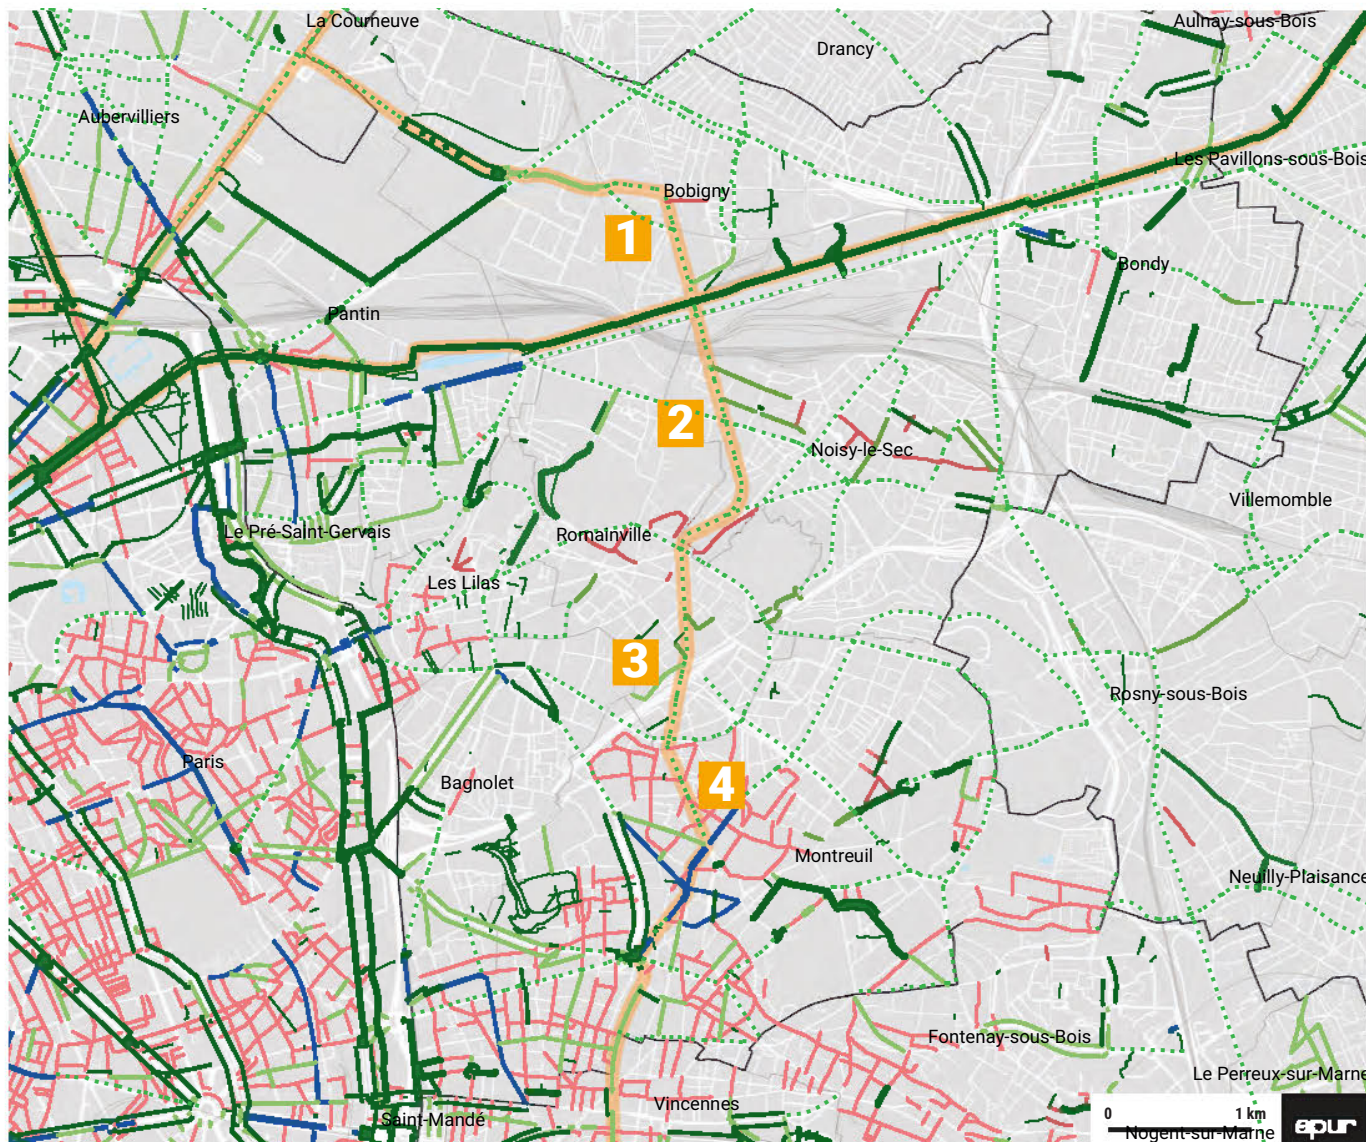 La Courneuve
Aulnay-sous-Bois
Drancy
Aubervilliers
Les Pavillons-sous-Bois
Bobigny
1
Bondy
Pantin
2
Noisy-le-Sec
Villemomble
Le Pré-Saint-Gervais
Romainville
Les Lilas
3
Rosny-sous-Bois
Paris
Bagnolet
4
Montreuil
Neuilly-Plaisance
Fontenay-sous-Bois
Le Perreux-sur-Marne
Vincennes
Saint-Mandé
0 1 km
Nogent-sur-Marne
apur